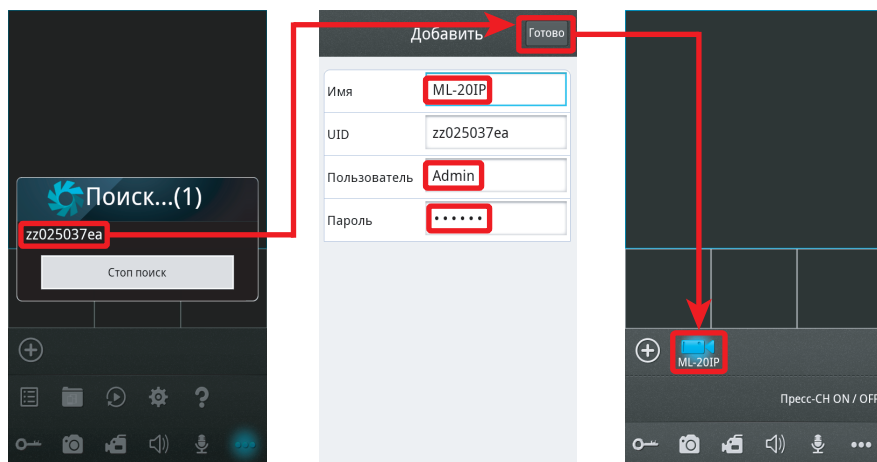 Поиск...(1)
zz025037ea
Стоп поиск
Добавить
Готово
Имя
ML-20IP
UID
zz025037ea
Пользователь
Admin
Пароль
••••••
ML-20IP
Пресс-CH ON / OFF